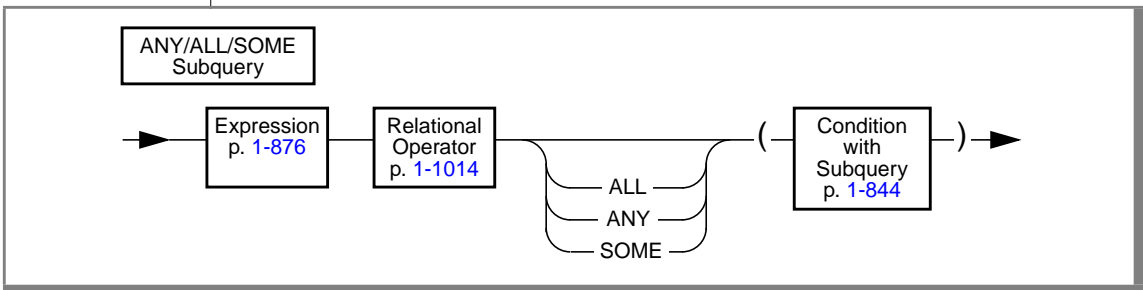 ANY/ALL/SOME
Subquery
Expression
p. 1-876
Relational
Operator
p. 1-1014
(
Condition
with
Subquery
p. 1-844
)
ALL
ANY
SOME